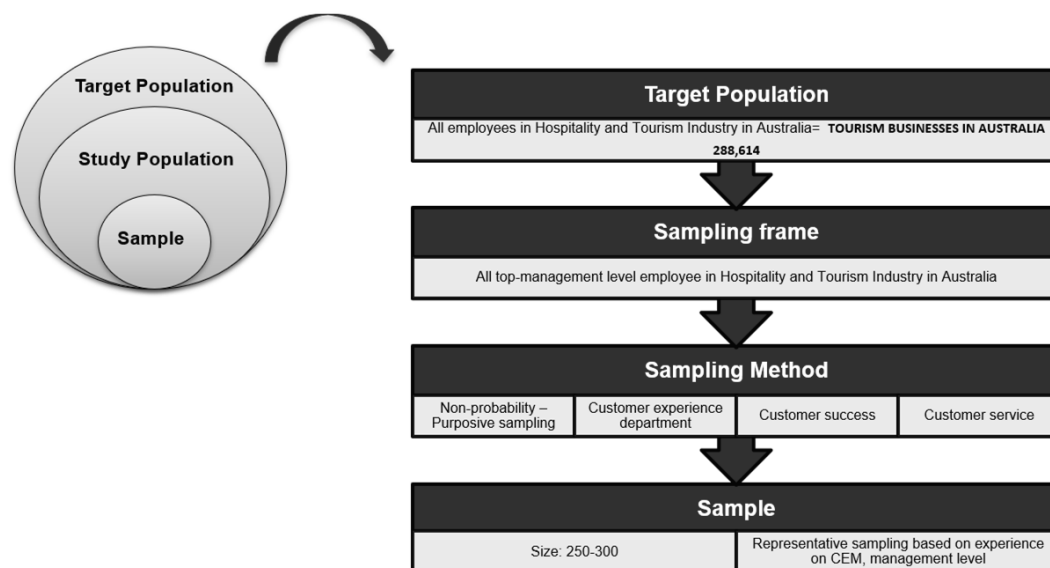 Target Population
Study Population
Sample
Target Population
All employees in Hospitality and Tourism Industry in Australia= TOURISM BUSINESSES IN AUSTRALIA
288,614
Sampling frame
All top-management level employee in Hospitality and Tourism Industry in Australia
Sampling Method
Non-probability –
Purposive sampling
Customer experience
department
Customer success
Customer service
Sample
Size: 250-300
Representative sampling based on experience
on CEM, management level